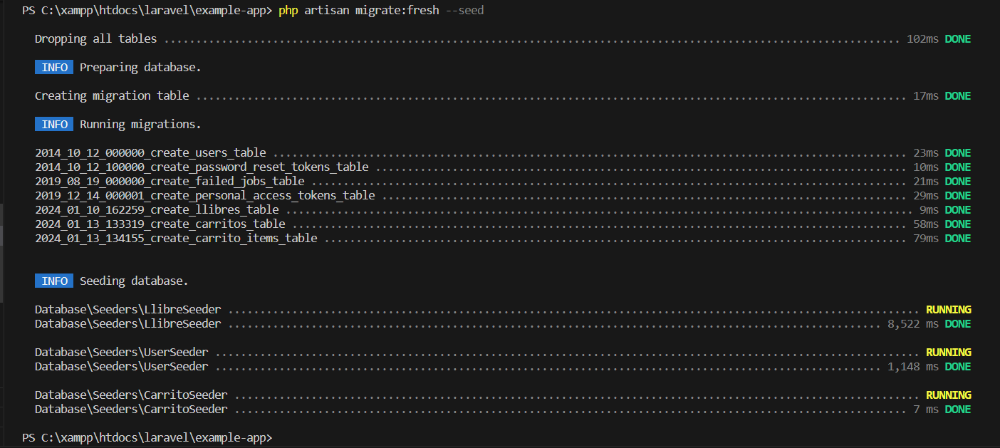 PS C:\xampp\htdocs\laravel\example-app> php artisan migrate:fresh --seed
Dropping all tables ................................................................................................................... 102ms DONE
INFO Preparing database.
Creating migration table ............................................................................................................... 17ms DONE
INFO Running migrations.
2014_10_12_000000_create_users_table ................................................................................................... 23ms DONE
2014_10_12_100000_create_password_reset_tokens_table ................................................................................... 10ms DONE
2019_08_19_000000_create_failed_jobs_table ............................................................................................. 21ms DONE
2019_12_14_000001_create_personal_access_tokens_table .................................................................................. 29ms DONE
2024_01_10_162259_create_llibres_table .................................................................................................. 9ms DONE
2024_01_13_133319_create_carritos_table ................................................................................................ 58ms DONE
2024_01_13_134155_create_carrito_items_table ........................................................................................... 79ms DONE
INFO Seeding database.
Database\Seeders\LlibreSeeder ............................................................................................................ RUNNING
Database\Seeders\LlibreSeeder ...................................................................................................... 8,522 ms DONE
Database\Seeders\UserSeeder .............................................................................................................. RUNNING
Database\Seeders\UserSeeder ........................................................................................................ 1,148 ms DONE
Database\Seeders\CarritoSeeder ........................................................................................................... RUNNING
Database\Seeders\CarritoSeeder ......................................................................................................... 7 ms DONE
PS C:\xampp\htdocs\laravel\example-app>